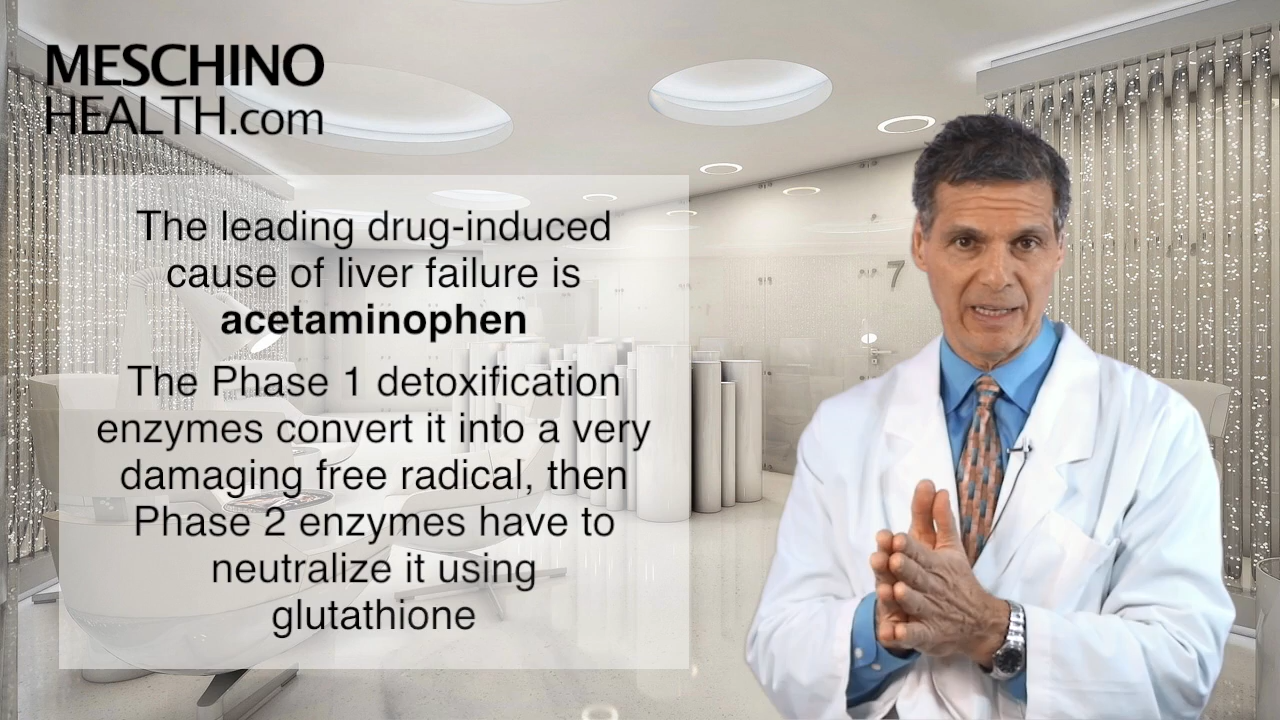 MESCHINO
HEALTH.com
The leading drug-induced
cause of liver failure is
acetaminophen
The Phase 1 detoxification
enzymes convert it into a very
damaging free radical, then
Phase 2 enzymes have to
neutralize it using
glutathione
7